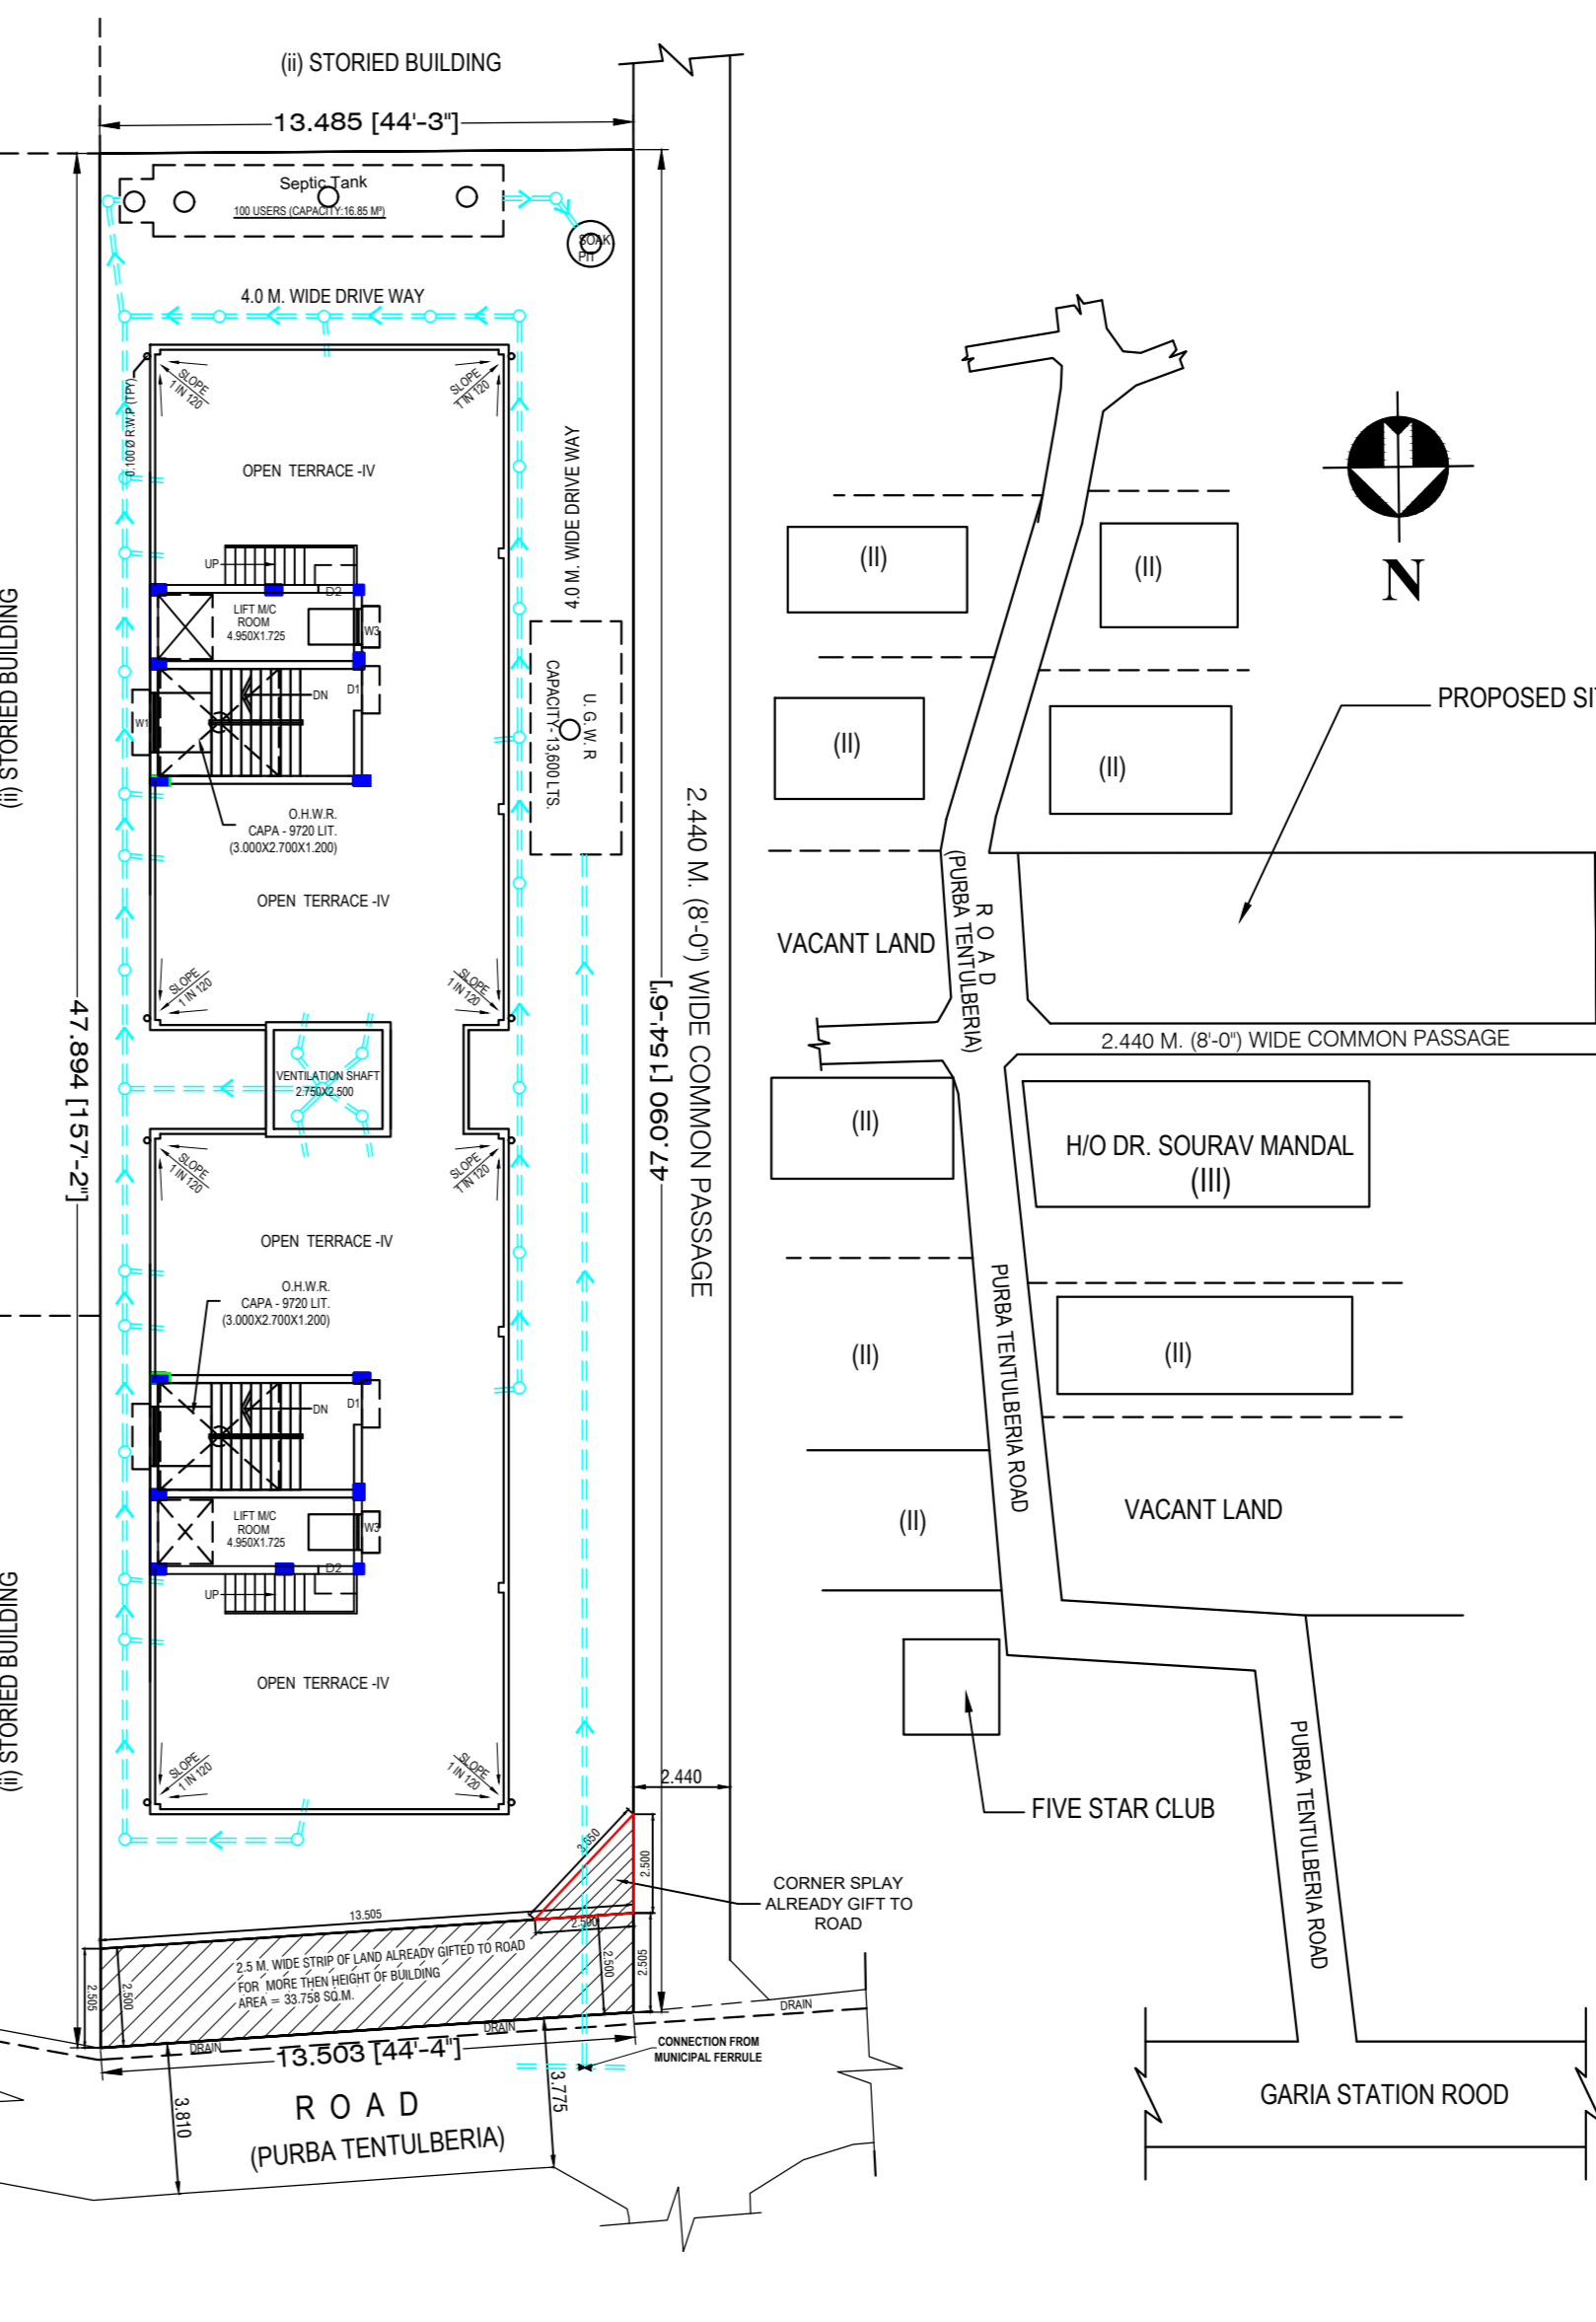 (ii) STORIED BUILDING
13.485 [44'-3"]
Septic Tank
100 USERS (CAPACITY:16.85 M³)
SOAK
PIT
4.0 M. WIDE DRIVE WAY
SLOPE
1 IN 120
SLOPE
1 IN 120
0.100 Ø R.W.P (TPY)
OPEN TERRACE -IV
4.0 M. WIDE DRIVE WAY
UP
D2
LIFT M/C
ROOM
4.950X1.725
W3
DN
D1
W1
U. G. W. R
CAPACITY- 13,600 LTS.
(ii) STORIED BUILDING
O.H.W.R.
CAPA - 9720 LIT.
(3.000X2.700X1.200)
OPEN TERRACE -IV
SLOPE
1 IN 120
SLOPE
1 IN 120
2.440 M. (8'-0") WIDE COMMON PASSAGE
47.894 [157'-2"]
47.090 [154'-6"]
VENTILATION SHAFT
2.750X2.500
SLOPE
1 IN 120
SLOPE
1 IN 120
OPEN TERRACE -IV
O.H.W.R.
CAPA - 9720 LIT.
(3.000X2.700X1.200)
DN
D1
LIFT M/C
ROOM
4.950X1.725
W3
D2
UP
(ii) STORIED BUILDING
OPEN TERRACE -IV
SLOPE
1 IN 120
SLOPE
1 IN 120
2.440
3.650
2.500
CORNER SPLAY
ALREADY GIFT TO
ROAD
13.505
2.500
2.5 M. WIDE STRIP OF LAND ALREADY GIFTED TO ROAD
FOR MORE THEN HEIGHT OF BUILDING
AREA = 33.758 SQ.M.
2.505
2.500
2.500
2.505
DRAIN
DRAIN
DRAIN
13.503 [44'-4"]
CONNECTION FROM
MUNICIPAL FERRULE
3.810
3.775
R O A D
(PURBA TENTULBERIA)
N
(II)
(II)
(II)
(II)
PROPOSED
VACANT LAND
R O A D
(PURBA TENTULBERIA)
2.440 M. (8'-0") WIDE COMMON PASSAGE
(II)
H/O DR. SOURAV MANDAL
(III)
(II)
PURBA TENTULBERIA ROAD
(II)
(II)
VACANT LAND
FIVE STAR CLUB
PURBA TENTULBERIA ROAD
GARIA STATION ROOD